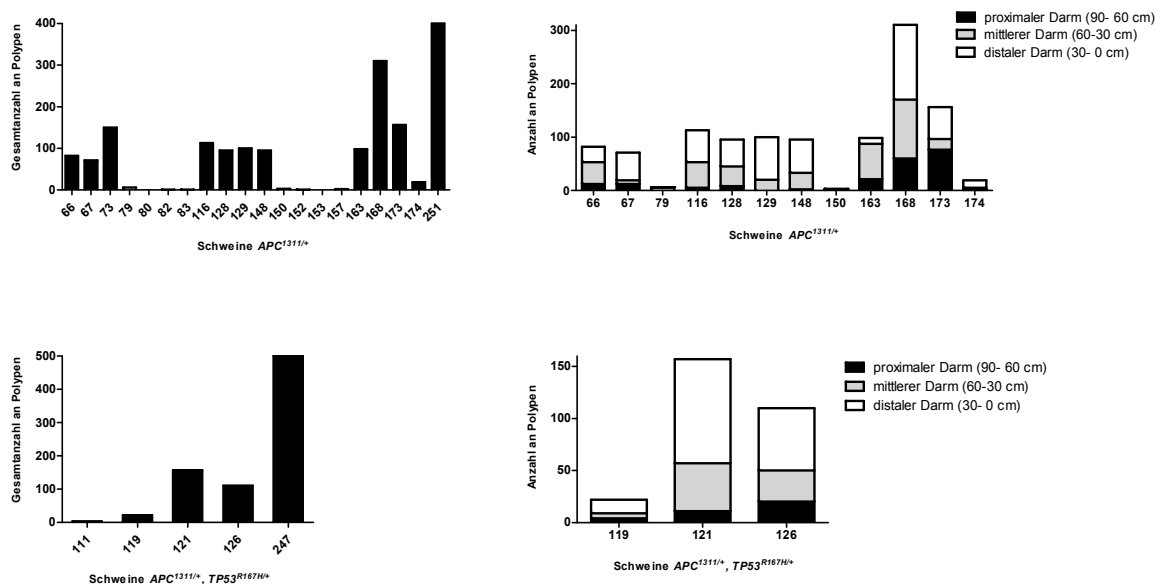 Gesamtanzahl an Polypen
400
300
200
100
0
66 67 73 79 80 82 83 116 128 129 148 150 152 153 157 163 168 173 174 251
Schweine APC1311/+
Anzahl an Polypen
300
200
100
0
66 67 79 116 128 129 148 150 163 168 173 174
Schweine APC1311/+
proximaler Darm (90- 60 cm)
mittlerer Darm (60-30 cm)
distaler Darm (30- 0 cm)
Gesamtanzahl an Polypen
500
400
300
200
100
0
111 119 121 126 247
Schweine APC1311/+, TP53R167H/+
Anzahl an Polypen
150
100
50
0
119 121 126
Schweine APC1311/+, TP53R167H/+
proximaler Darm (90- 60 cm)
mittlerer Darm (60-30 cm)
distaler Darm (30- 0 cm)